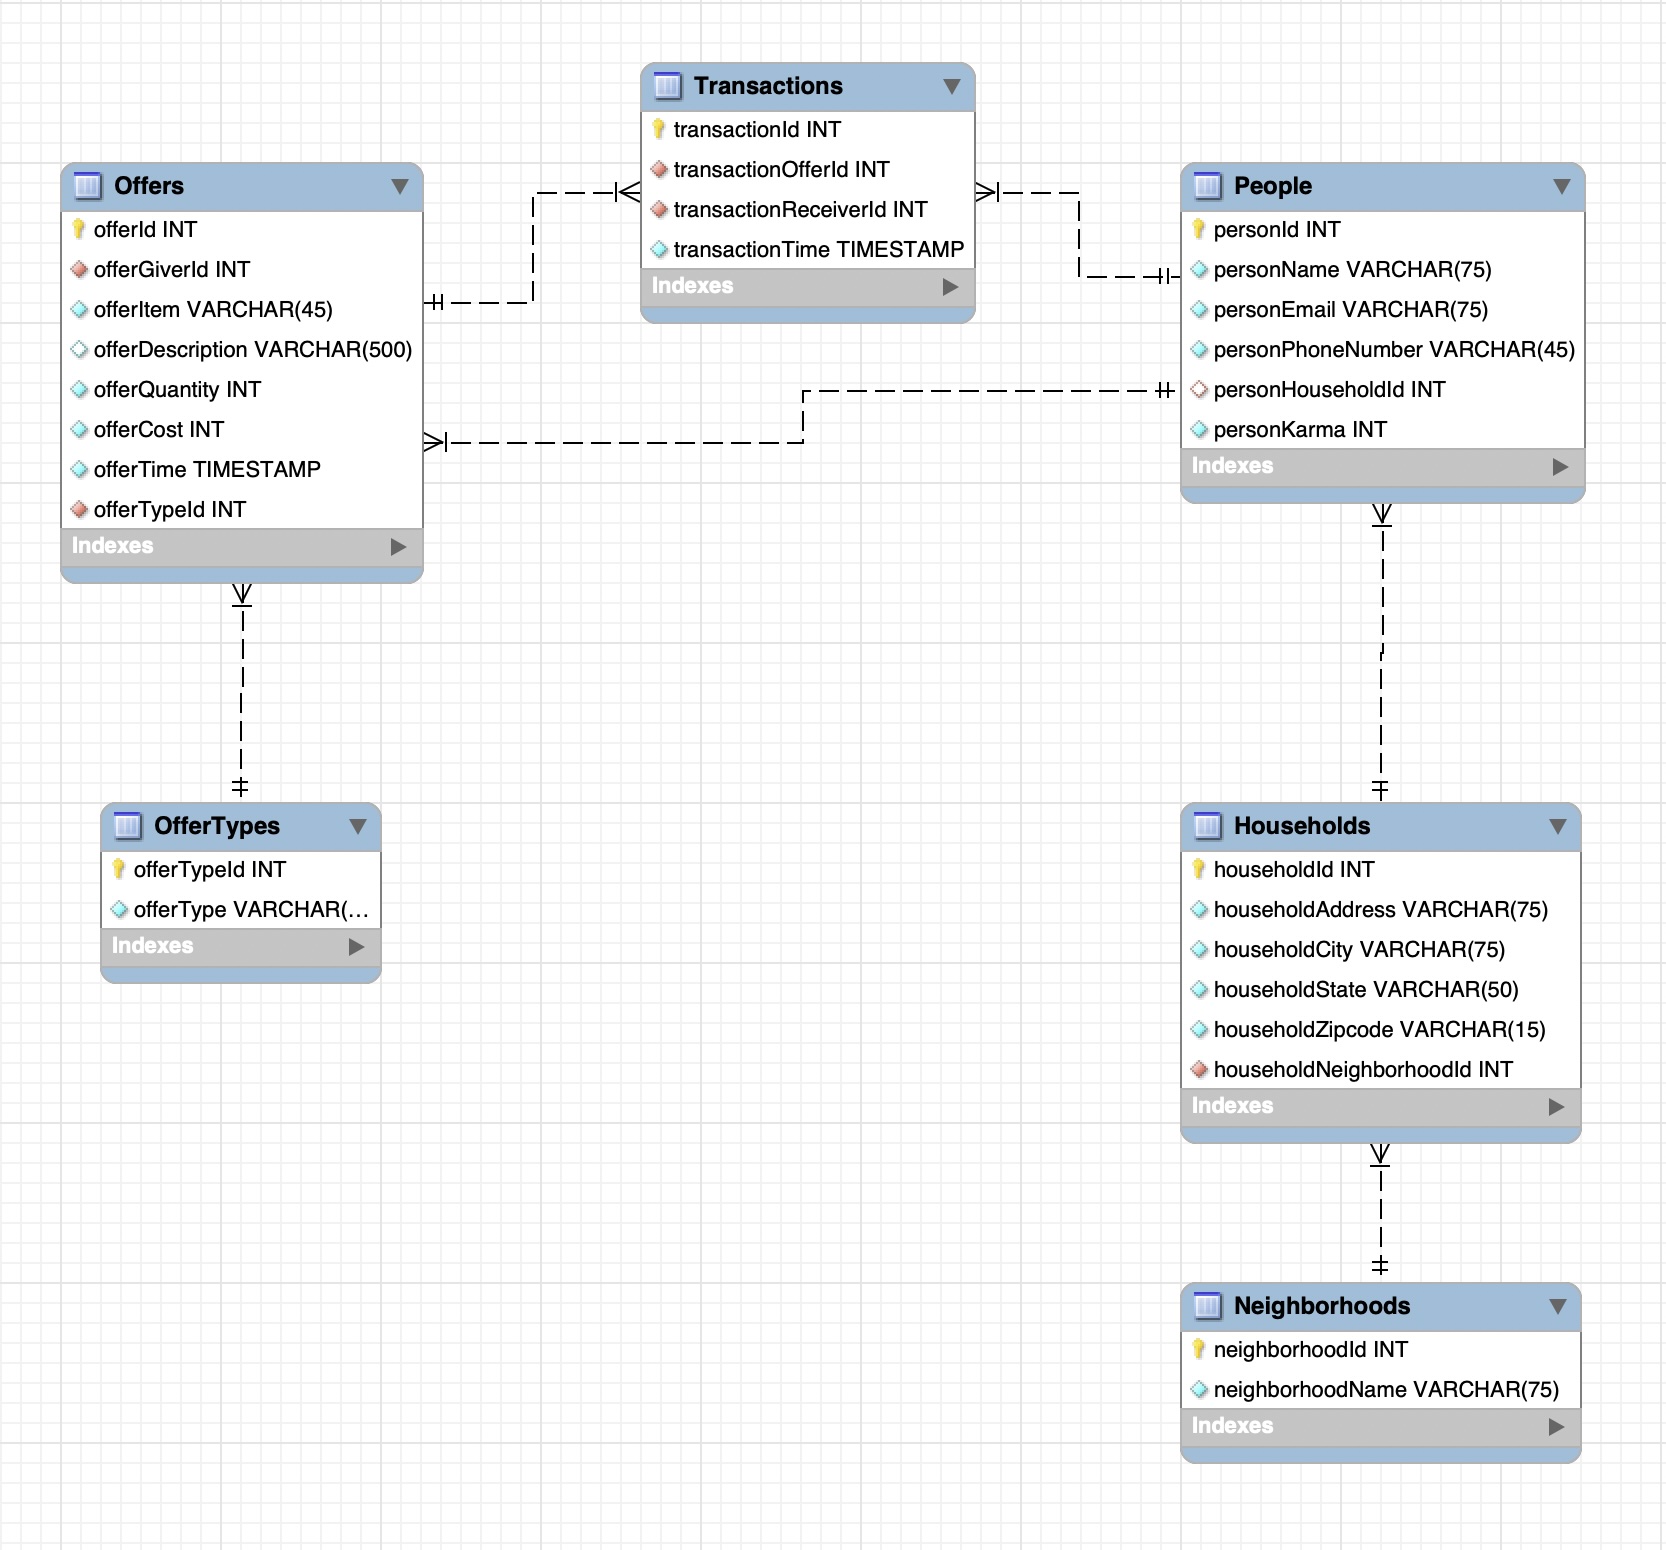 Transactions
transactionId INT
transactionOfferId INT
transactionReceiverId INT
transactionTime TIMESTAMP
Indexes
Offers
offerId INT
offerGiverId INT
offerItem VARCHAR(45)
offerDescription VARCHAR(500)
offerQuantity INT
offerCost INT
offerTime TIMESTAMP
offerTypeId INT
Indexes
People
personId INT
personName VARCHAR(75)
personEmail VARCHAR(75)
personPhoneNumber VARCHAR(45)
personHouseholdId INT
personKarma INT
Indexes
OfferTypes
offerTypeId INT
offerType VARCHAR(...
Indexes
Households
householdId INT
householdAddress VARCHAR(75)
householdCity VARCHAR(75)
householdState VARCHAR(50)
householdZipcode VARCHAR(15)
householdNeighborhoodId INT
Indexes
Neighborhoods
neighborhoodId INT
neighborhoodName VARCHAR(75)
Indexes